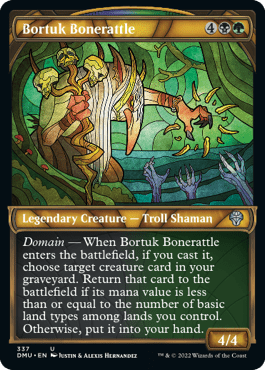 Bortuk Bonerattle
4
Legendary Creature — Troll Shaman
Domain — When Bortuk Bonerattle
enters the battlefield, if you cast it,
choose target creature card in your
graveyard. Return that card to the
battlefield if its mana value is less
than or equal to the number of basic
land types among lands you control.
Otherwise, put it into your hand.
4/4
337 U
DMU • EN Justin & Alexis Hernandez ™ & © 2022 Wizards of the Coast